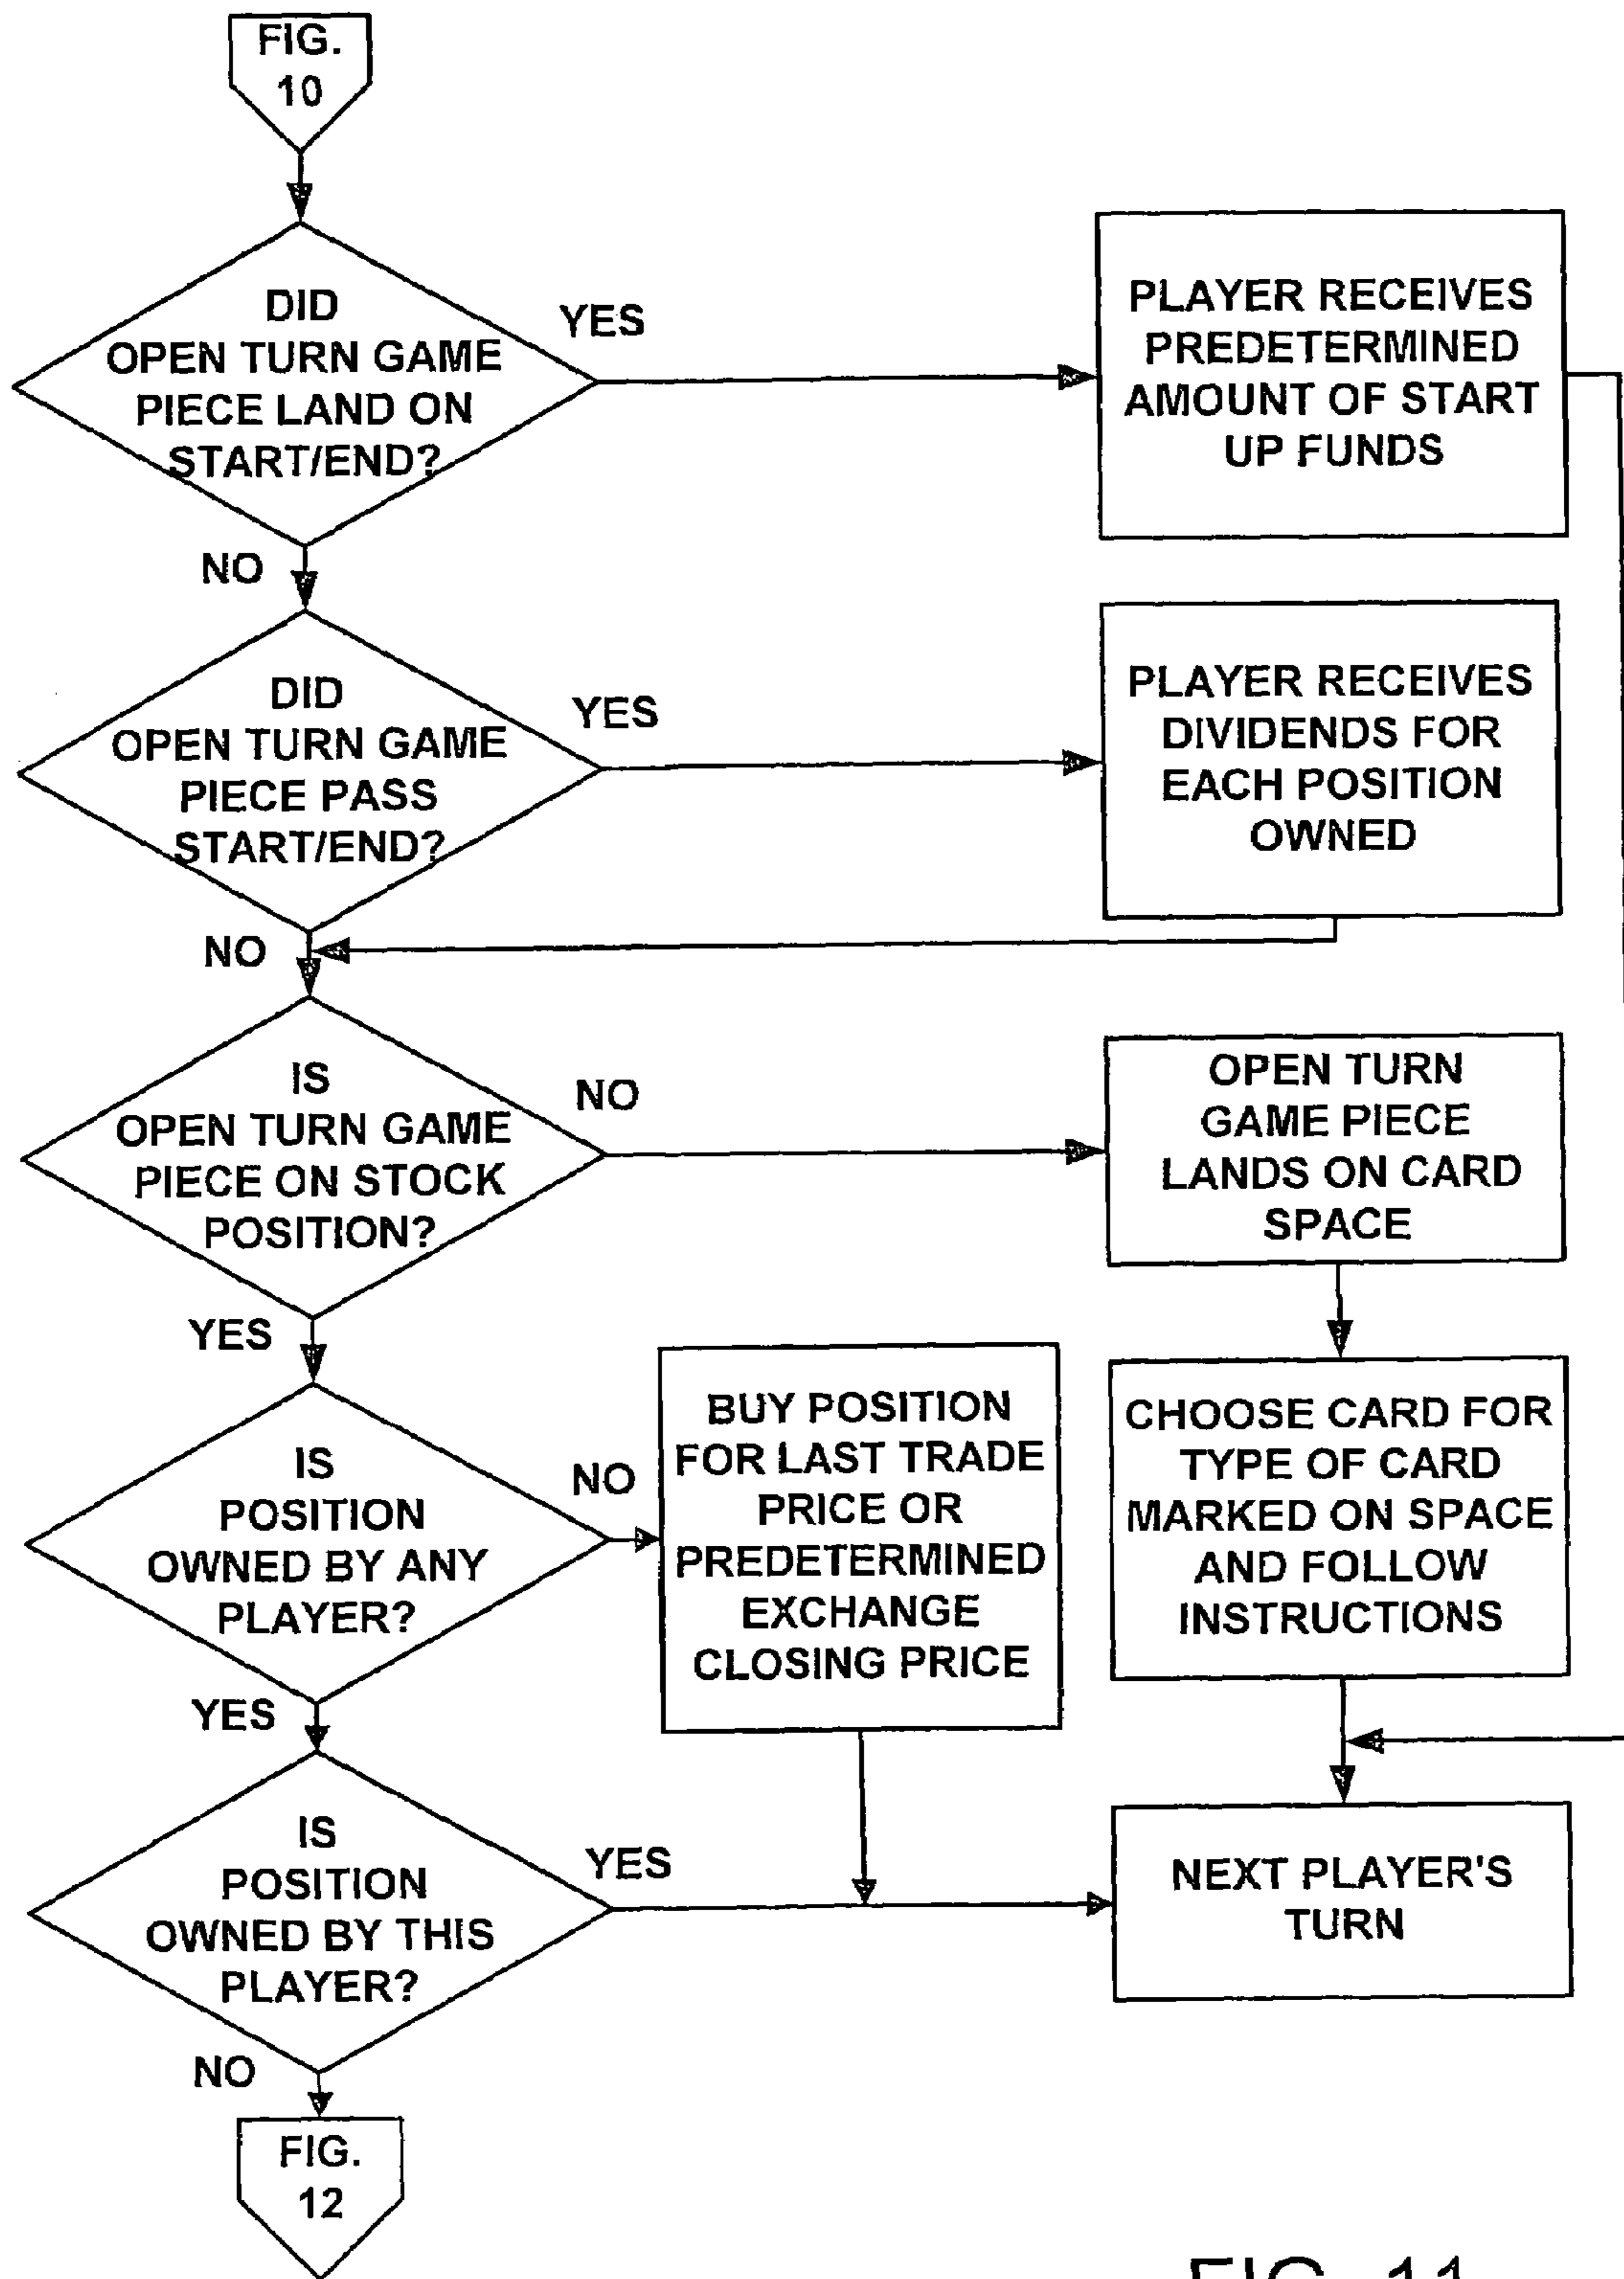 FIG.
10
DID
OPEN TURN GAME
PIECE LAND ON
START/END?
YES
PLAYER RECEIVES
PREDETERMINED
AMOUNT OF START
UP FUNDS
NO
DID
OPEN TURN GAME
PIECE PASS
START/END?
YES
PLAYER RECEIVES
DIVIDENDS FOR
EACH POSITION
OWNED
NO
IS
OPEN TURN GAME
PIECE ON STOCK
POSITION?
NO
OPEN TURN
GAME PIECE
LANDS ON CARD
SPACE
YES
IS
POSITION
OWNED BY ANY
PLAYER?
NO
BUY POSITION
FOR LAST TRADE
PRICE OR
PREDETERMINED
EXCHANGE
CLOSING PRICE
CHOOSE CARD FOR
TYPE OF CARD
MARKED ON SPACE
AND FOLLOW
INSTRUCTIONS
YES
IS
POSITION
OWNED BY THIS
PLAYER?
YES
NEXT PLAYER'S
TURN
NO
FIG.
12
FIG. 11